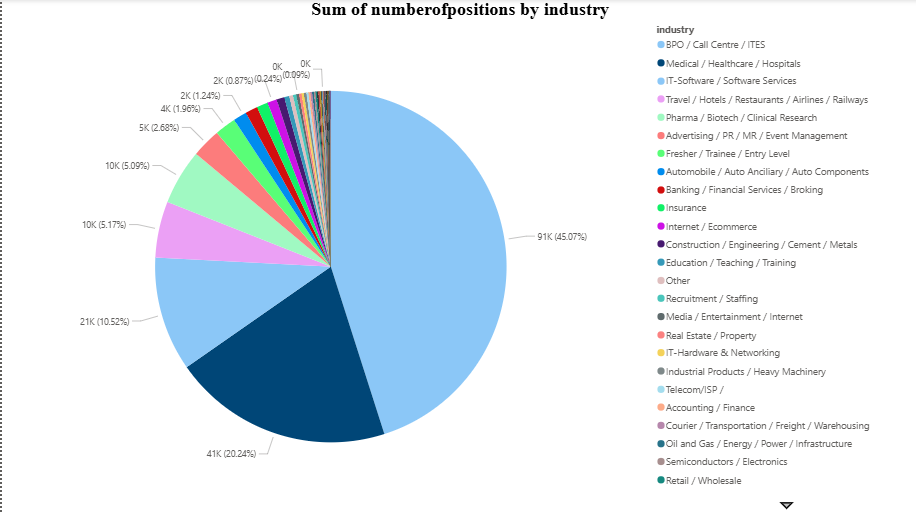 Sum of numberofpositions by industry
industry
BPO / Call Centre / ITES
Medical / Healthcare / Hospitals
IT-Software / Software Services
Travel / Hotels / Restaurants / Airlines / Railways
Pharma / Biotech / Clinical Research
Advertising / PR / MR / Event Management
Fresher / Trainee / Entry Level
Automobile / Auto Anciliary / Auto Components
Banking / Financial Services / Broking
Insurance
Internet / Ecommerce
Construction / Engineering / Cement / Metals
Education / Teaching / Training
Other
Recruitment / Staffing
Media / Entertainment / Internet
Real Estate / Property
IT-Hardware & Networking
Industrial Products / Heavy Machinery
Telecom/ISP /
Accounting / Finance
Courier / Transportation / Freight / Warehousing
Oil and Gas / Energy / Power / Infrastructure
Semiconductors / Electronics
Retail / Wholesale
91K (45.07%)
41K (20.24%)
21K (10.52%)
10K (5.17%)
10K (5.09%)
5K (2.68%)
4K (1.96%)
2K (1.24%)
2K (0.87%)
(0.24%)
0K
(0.09%)
0K